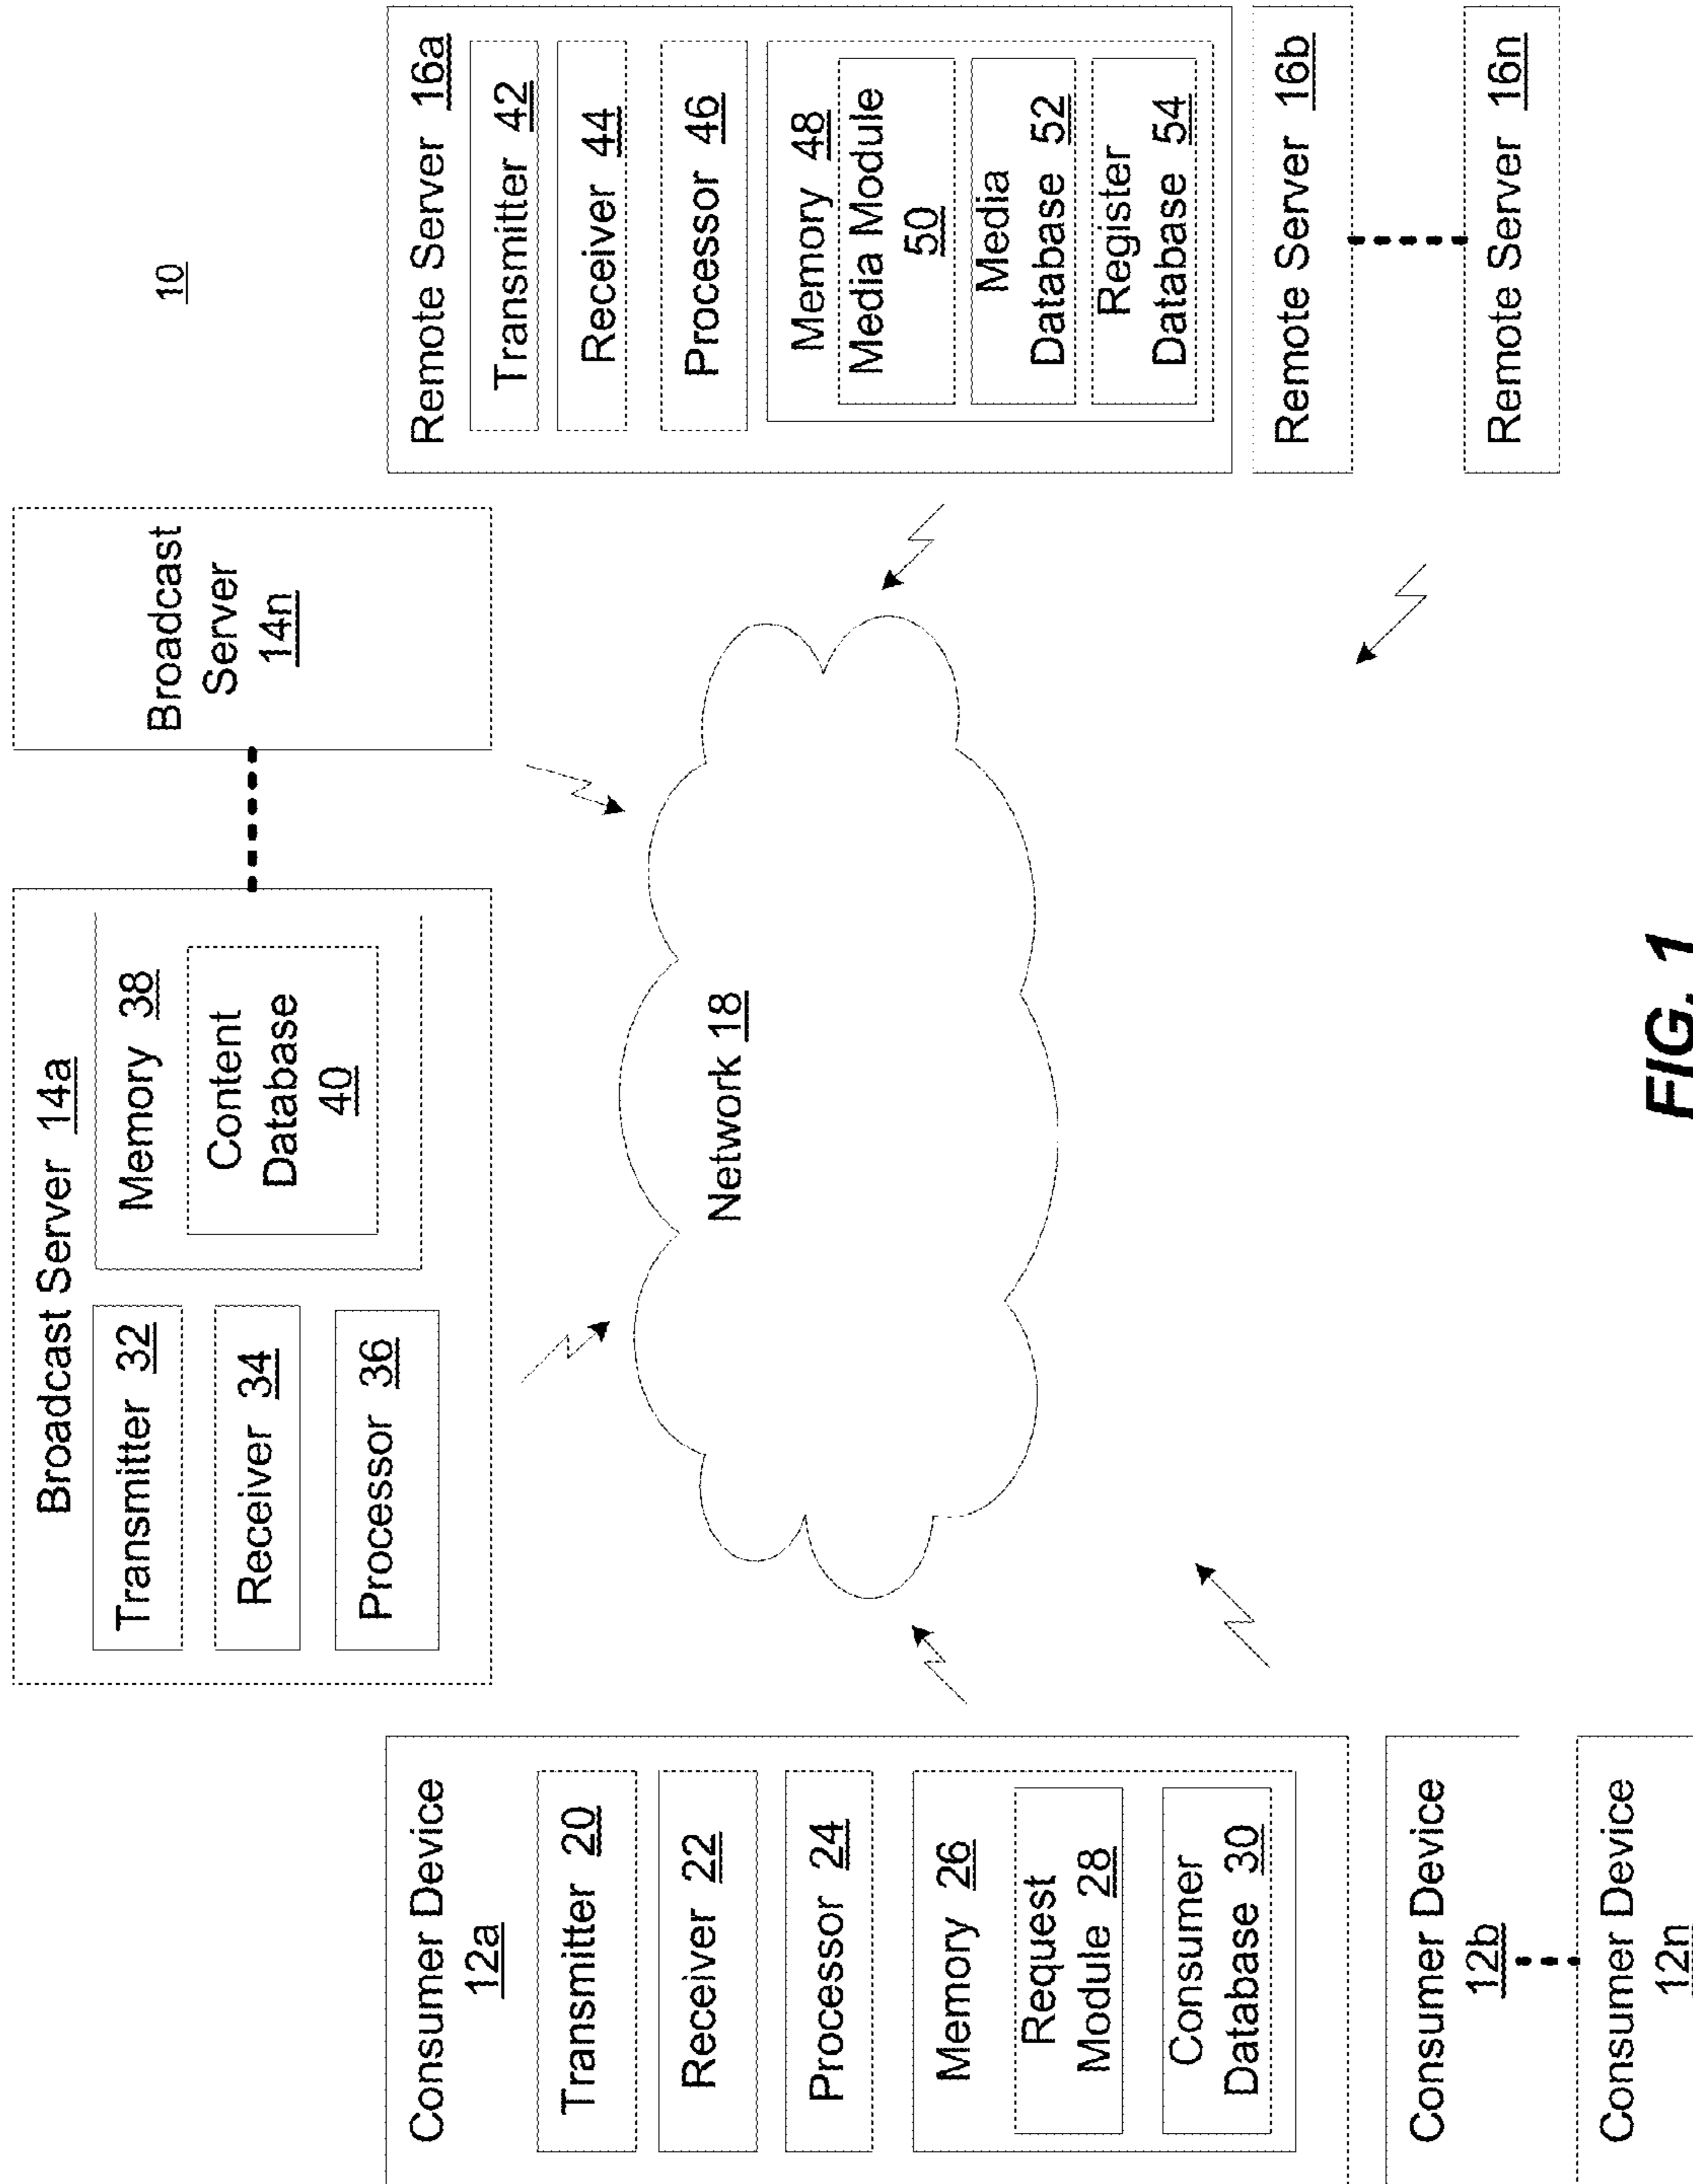 10
Broadcast Server 14a
Transmitter 32
Receiver 34
Processor 36
Memory 38
Content
Database
40
Broadcast
Server
14n
Consumer Device
12a
Transmitter 20
Receiver 22
Processor 24
Memory 26
Request
Module 28
Consumer
Database 30
Consumer Device
12b
Consumer Device
12n
Network 18
Remote Server 16a
Transmitter 42
Receiver 44
Processor 46
Memory 48
Media Module
50
Media
Database 52
Register
Database 54
Remote Server 16b
Remote Server 16n
FIG. 1